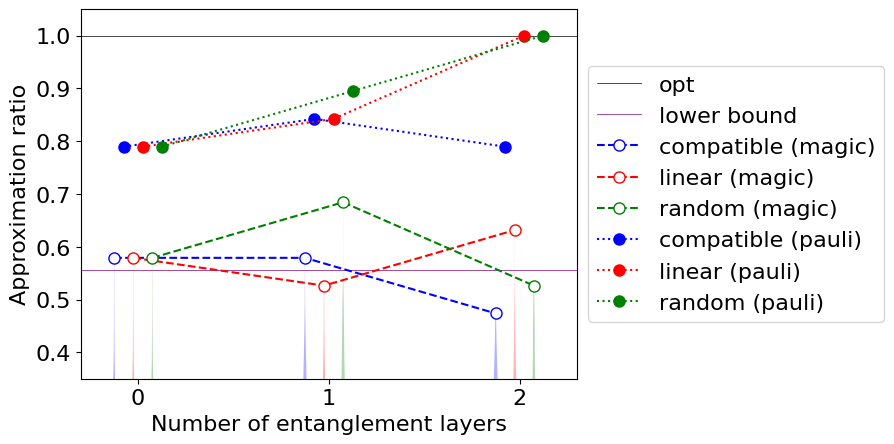 1.0
0.9
0.8
0.7
0.6
0.5
0.4
Approximation ratio
0 1 2
Number of entanglement layers
opt
lower bound
compatible (magic)
linear (magic)
random (magic)
compatible (pauli)
linear (pauli)
random (pauli)